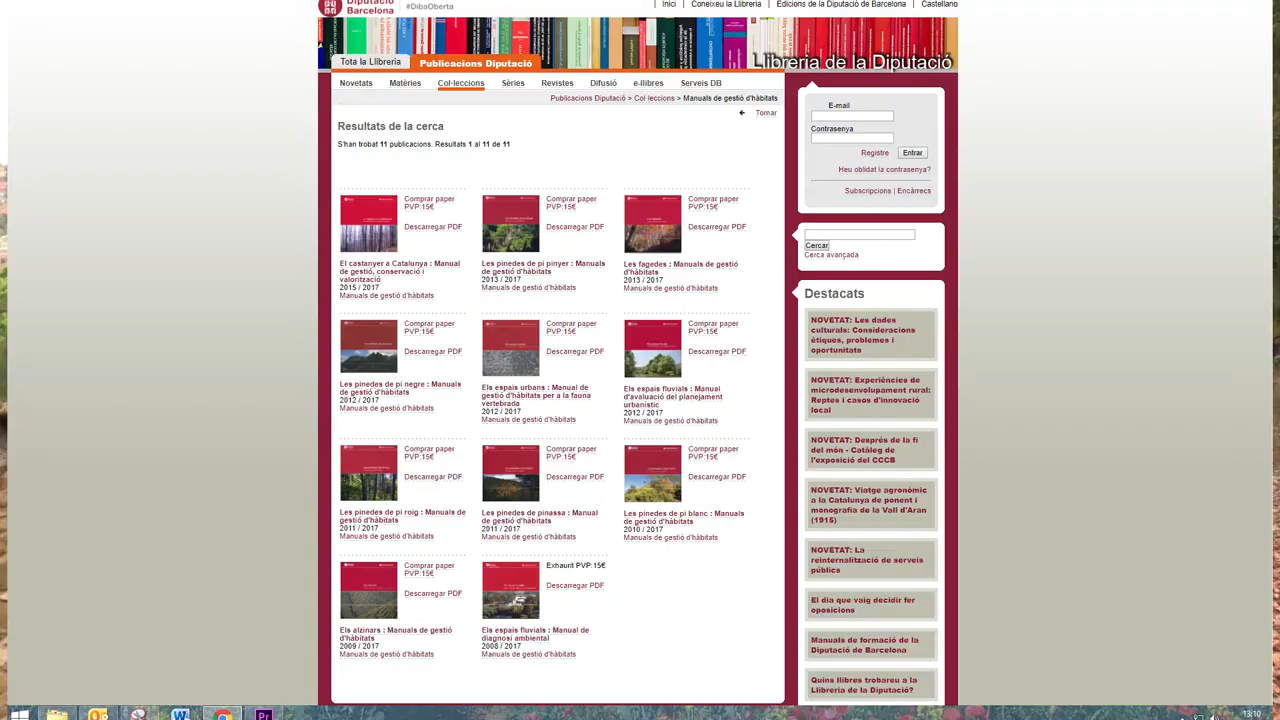 Diputació
Barcelona
#DibaOberta
Inici | Coneixeu la Llibreria | Edicions de la Diputació de Barcelona | Castellano
Tota la Llibreria
Publicacions Diputació
Llibreria de la Diputació
Novetats Matèries Col·leccions Sèries Revistes Difusió e-llibres Serveis DB
Publicacions Diputació > Col·leccions > Manuals de gestió d'hàbitats
Tornar
Resultats de la cerca
S'han trobat 11 publicacions. Resultats 1 al 11 de 11
Comprar paper
PVP:15€
Descarregar PDF
El castanyer a Catalunya : Manual
de gestió, conservació i
valorització
2015 / 2017
Manuals de gestió d'hàbitats
Comprar paper
PVP:15€
Descarregar PDF
Les pinedes de pi pinyer : Manuals
de gestió d'hàbitats
2013 / 2017
Manuals de gestió d'hàbitats
Comprar paper
PVP:15€
Descarregar PDF
Les fagedes : Manuals de gestió
d'hàbitats
2013 / 2017
Manuals de gestió d'hàbitats
Comprar paper
PVP:15€
Descarregar PDF
Les pinedes de pi negre : Manuals
de gestió d'hàbitats
2012 / 2017
Manuals de gestió d'hàbitats
Comprar paper
PVP:15€
Descarregar PDF
Els espais urbans : Manual de
gestió d'hàbitats per a la fauna
vertebrada
2012 / 2017
Manuals de gestió d'hàbitats
Comprar paper
PVP:15€
Descarregar PDF
Els espais fluvials : Manual
d'avaluació del planejament
urbanístic
2012 / 2017
Manuals de gestió d'hàbitats
Comprar paper
PVP:15€
Descarregar PDF
Les pinedes de pi roig : Manuals de
gestió d'hàbitats
2011 / 2017
Manuals de gestió d'hàbitats
Comprar paper
PVP:15€
Descarregar PDF
Les pinedes de pinassa : Manual
de gestió d'hàbitats
2011 / 2017
Manuals de gestió d'hàbitats
Comprar paper
PVP:15€
Descarregar PDF
Les pinedes de pi blanc : Manuals
de gestió d'hàbitats
2010 / 2017
Manuals de gestió d'hàbitats
Comprar paper
PVP:15€
Descarregar PDF
Els alzinars : Manuals de gestió
d'hàbitats
2009 / 2017
Manuals de gestió d'hàbitats
Exhaurit PVP:15€
Descarregar PDF
Els espais fluvials : Manual de
diagnosi ambiental
2008 / 2017
Manuals de gestió d'hàbitats
E-mail
Contrasenya
Registre Entrar
Heu oblidat la contrasenya?
Subscripcions | Encàrrecs
Cercar
Cerca avançada
Destacats
NOVETAT: Les dades
culturals: Consideracions
ètiques, problemes i
oportunitats
NOVETAT: Experiències de
microdesenvolupament rural:
Reptes i casos d'innovació
local
NOVETAT: Després de la fi
del món - Catàleg de
l'exposició del CCCB
NOVETAT: Viatge agronòmic
a la Catalunya de ponent i
monografia de la Vall d'Aran
(1915)
NOVETAT: La
reinternalització de serveis
públics
El dia que vaig decidir fer
oposicions
Manuals de formació de la
Diputació de Barcelona
Quins llibres trobareu a la
Llibreria de la Diputació?
13:10